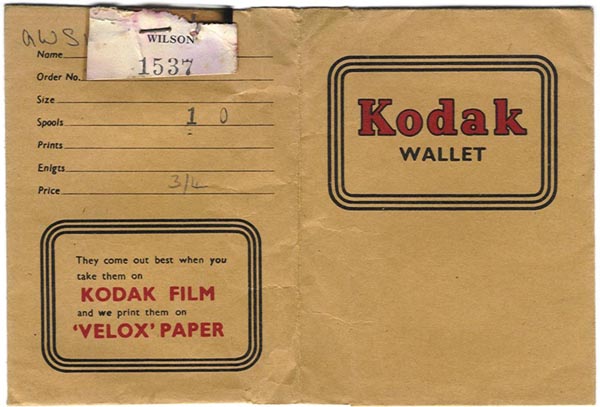 WILSON
1537
Name
Order No.
Size
Spools 1 0
Prints
Enlgts
Price 3/4
They come out best when you
take them on
KODAK FILM
and we print them on
'VELOX' PAPER
Kodak
WALLET